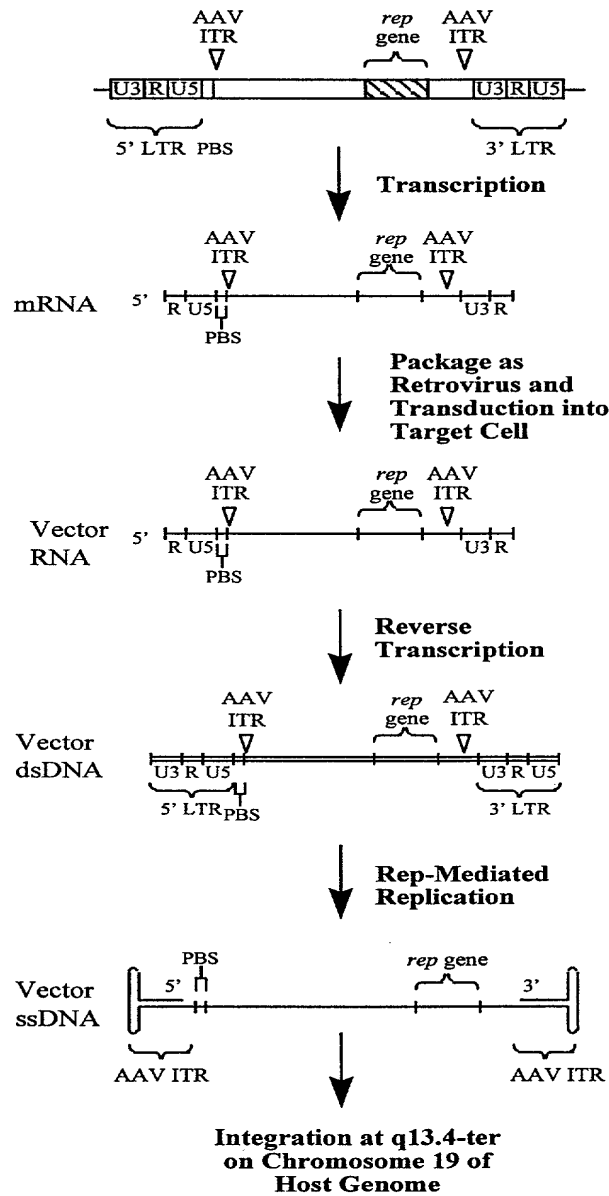 AAV ITR
rep gene
AAV ITR
U3 R U5
U3 R U5
5' LTR PBS
3' LTR
Transcription
AAV ITR
rep gene
AAV ITR
mRNA
5'
R U5
U3 R
PBS
Package as
Retrovirus and
Transduction into
Target Cell
AAV ITR
rep gene
AAV ITR
Vector
RNA
5'
R U5
U3 R
PBS
Reverse
Transcription
AAV ITR
rep gene
AAV ITR
Vector
dsDNA
U3 R U5
U3 R U5
5' LTR PBS
3' LTR
Rep-Mediated
Replication
PBS
rep gene
5'
3'
Vector
ssDNA
AAV ITR
AAV ITR
Integration at q13.4-ter
on Chromosome 19 of
Host Genome